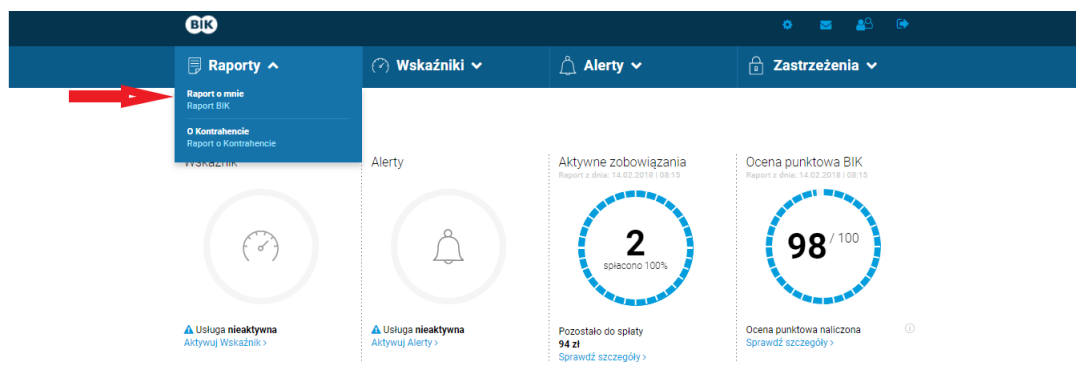 BIK
Raporty
Wskaźniki
Alerty
Zastrzeżenia
Raport o mnie
Raport BIK
O Kontrahencie
Raport o Kontrahencie
Wskaźnik
Alerty
Aktywne zobowiązania
Raport z dnia: 14.02.2018 | 08:15
Ocena punktowa BIK
Raport z dnia: 14.02.2018 | 08:15
2
spłacono 100%
98 / 100
Usługa nieaktywna
Aktywuj Wskaźnik >
Usługa nieaktywna
Aktywuj Alerty >
Pozostało do spłaty
94 zł
Sprawdź szczegóły >
Ocena punktowa naliczona
Sprawdź szczegóły >